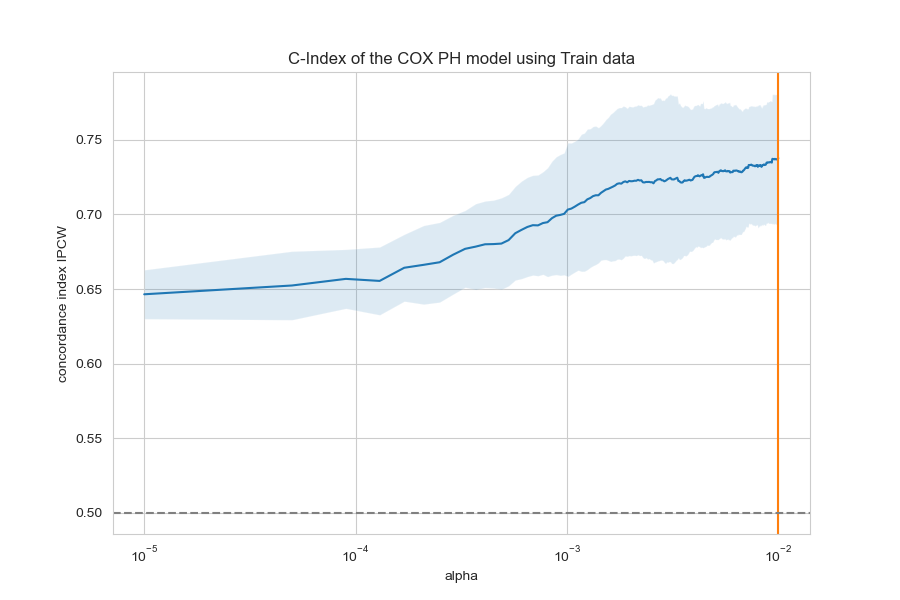 C-Index of the COX PH model using Train data
concordance index IPCW
0.75
0.70
0.65
0.60
0.55
0.50
10⁻⁵ 10⁻⁴ 10⁻³ 10⁻²
alpha